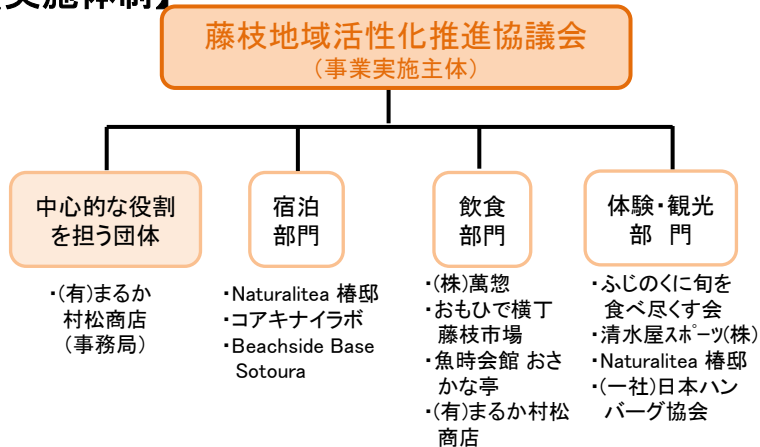 【実施体制】
藤枝地域活性化推進協議会
（事業実施主体）
中心的な役割
を担う団体
・(有)まるか
村松商店
（事務局）
宿泊
部門
・Naturalitea 椿邸
・コアキナイラボ
・Beachside Base
Sotoura
飲食
部門
・(株)萬惣
・おもひで横丁
藤枝市場
・魚時会館 おさ
かな亭
・(有)まるか村松
商店
体験・観光
部　門
・ふじのくに旬を
食べ尽くす会
・清水屋スポーツ(株)
・Naturalitea 椿邸
・(一社)日本ハン
バーグ協会